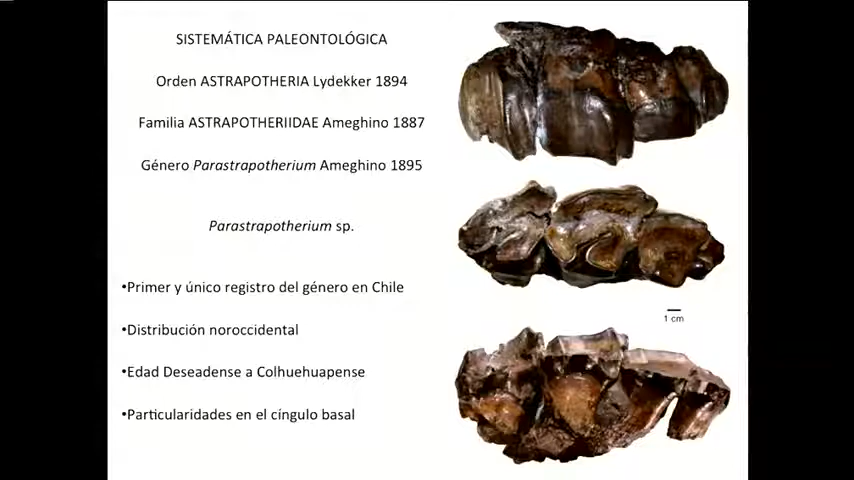 SISTEMÁTICA PALEONTOLÓGICA
Orden ASTRAPOTHERIA Lydekker 1894
Familia ASTRAPOTHERIIDAE Ameghino 1887
Género Parastrapotherium Ameghino 1895
Parastrapotherium sp.
•Primer y único registro del género en Chile
•Distribución noroccidental
•Edad Deseadense a Colhuehuapense
•Particularidades en el cíngulo basal
1 cm